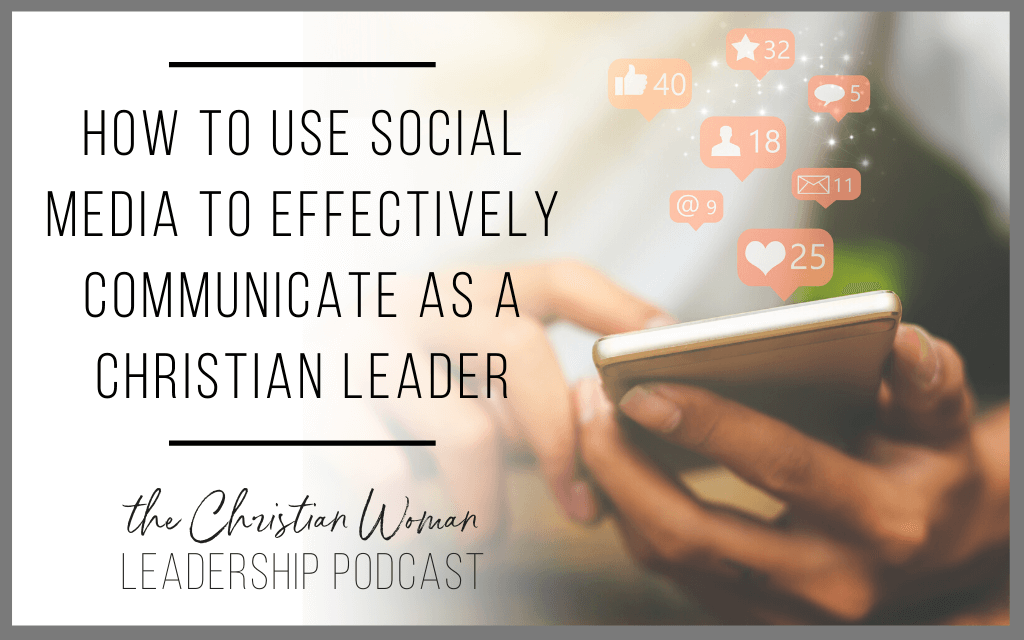 HOW TO USE SOCIAL
MEDIA TO EFFECTIVELY
COMMUNICATE AS A
CHRISTIAN LEADER
the Christian Woman
LEADERSHIP PODCAST
32
40
5
18
11
@ 9
25